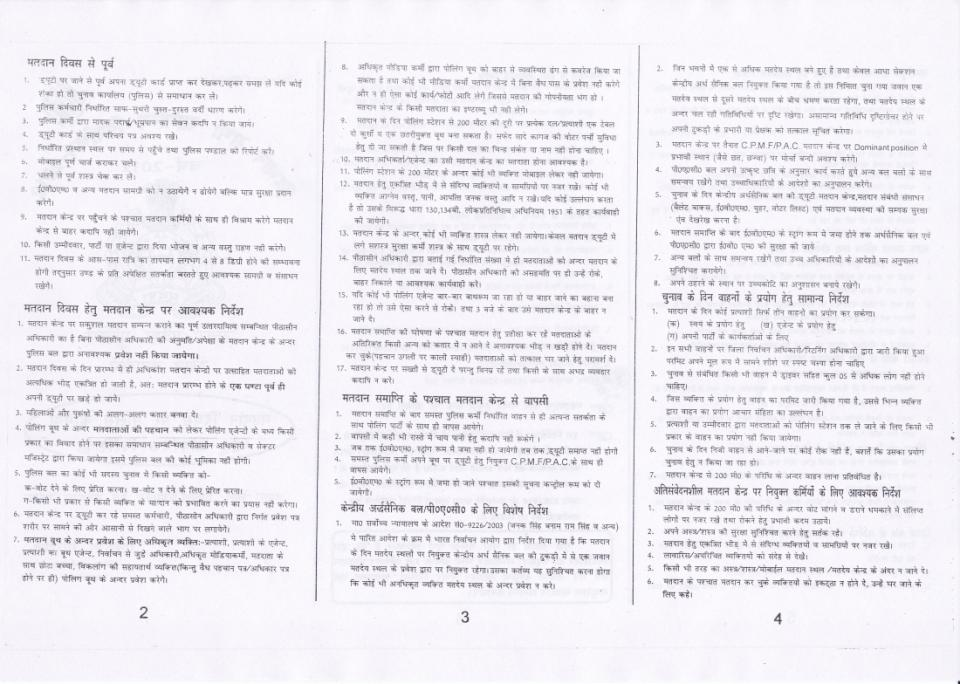 मतदान दिवस से पूर्व
1. ड्यूटी पर जाने से पूर्व अपना ड्यूटी कार्ड प्राप्त कर देखकर,पढ़कर समझ लें यदि कोई
शंका हो तो चुनाव कार्यालय (पुलिस) से समाधान कर लें।
2 पुलिस कर्मचारी निर्धारित साफ-सुथरी चुस्त-दुरस्त वर्दी धारण करेगे।
3. पुलिस कर्मी द्वारा मादक पदार्थ/धूम्रपान का सेवन कदापि न किया जाय।
4. ड्यूटी कार्ड के साथ परिचय पत्र अवश्य रखें।
5. निर्धारित प्रस्थान स्थल पर समय से पहुँचे तथा पुलिस पण्डाल को रिपोर्ट करें।
6. मोबाइल पूर्ण चार्ज कराकर चलें।
7. चलने से पूर्व शस्त्र चेक कर लें।
8. ई0वी0एम0 व अन्य मतदान सामग्री को न उठायेगें न ढोयेगें बल्कि मात्र सुरक्षा प्रदान
करेगें।
9. मतदान केन्द्र पर पहुँचने के पश्चात मतदान कर्मियों के साथ ही विश्राम करेगे मतदान
केन्द्र से बाहर कदापि नहीं जायेगें।
10. किसी उम्मीदवार, पार्टी या एजेन्ट द्वारा दिया भोजन व अन्य वस्तु ग्रहण नही करेगे।
11. मतदान दिवस के आस-पास रात्रि का तापमान लगभग 4 से 8 डिग्री होने की सम्भावना
होगी तद्नुसार ठण्ड के प्रति अपेक्षित सतर्कता बरतते हुए आवश्यक सामग्री व संसाधन
रखेगे।
मतदान दिवस हेतु मतदान केन्द्र पर आवश्यक निर्देश
1. मतदान केन्द्र पर सकुशल मतदान सम्पन्न कराने का पूर्ण उत्तरदायित्व सम्बन्धित पीठासीन
अधिकारी का है बिना पीठासीन अधिकारी की अनुमति/अपेक्षा के मतदान केन्द्र के अन्दर
पुलिस बल द्वारा अनावश्यक प्रवेश नहीं किया जायेगा।
2. मतदान दिवस के दिन प्रारम्भ में ही अधिकांश मतदान केन्द्रों पर उत्साहित मतदाताओं की
अत्यधिक भीड़ एकत्रित हो जाती है, अतः मतदान प्रारम्भ होने के एक घण्टा पूर्व ही
अपनी ड्यूटी पर खड़े हो जायें।
3. महिलाओं और पुरूषों की अलग-अलग कतार बनवा दें।
4. पोलिंग बूथ के अन्दर मतदाताओं की पहचान को लेकर पोलिंग एजेन्टों के मध्य किसी
प्रकार का विवाद होने पर इसका समाधान सम्बन्धित पीठासीन अधिकारी व सेक्टर
मजिस्ट्रेट द्वारा किया जायेगा इसमें पुलिस बल की कोई भूमिका नहीं होगी।
5. पुलिस बल का कोई भी सदस्य चुनाव में किसी व्यक्ति को-
क-वोट देने के लिए प्रेरित करना। ख-वोट न देने के लिए प्रेरित करना।
ग-किसी भी प्रकार से किसी व्यक्ति के मतदान को प्रभावित करने का प्रयास नहीं करेगा।
6. मतदान केन्द्र पर ड्यूटी कर रहे समस्त कर्मचारी, पीठासीन अधिकारी द्वारा निर्गत प्रवेश पत्र
शरीर पर सामने की और आसानी से दिखने वाले भाग पर लगायेगें।
7. मतदान बूथ के अन्दर प्रवेश के लिए अधिकृत व्यक्ति:-प्रत्याशी, प्रत्याशी के एजेन्ट,
प्रत्याशी का बूथ एजेन्ट, निर्वाचन से जुड़े अधिकारी,अधिकृत मीडियाकर्मी, मतदाता के
साथ छोटा बच्चा, विकलांग की सहायतार्थ व्यक्ति(किन्तु वैध पहचान पत्र/अधिकार पत्र
होने पर ही) पोलिंग बूथ के अन्दर प्रवेश करेगें।
2
8. अधिकृत मीडिया कर्मी द्वारा पोलिंग बूथ को बाहर से व्यवस्थित ढंग से कवरेज किया जा
सकता है तथा कोई भी मीडिया कर्मी मतदान केन्द्र में बिना वैध पास के प्रवेश नहीं करेंगे
और न ही ऐसा कोई कार्य/फोटो आदि लेगें जिससे मतदान की गोपनीयता भंग हो ।
मतदान केन्द्र के किसी मतदाता का इण्टरव्यू भी नहीं लेगें।
9. मतदान के दिन पोलिंग स्टेशन से 200 मीटर की दूरी पर प्रत्येक दल/प्रत्याशी एक टेबल
दो कुर्सी व एक छतरीयुक्त बूथ बना सकता है। सफेद सादे कागज की वोटर पर्ची सुविधा
हेतु दी जा सकती है जिस पर किसी दल का चिन्ह संकेत या नाम नहीं होना चाहिए ।
10. मतदान अभिकर्ता/एजेन्ट का उसी मतदान केन्द्र का मतदाता होना आवश्यक है।
11. पोलिंग स्टेशन के 200 मीटर के अन्दर कोई भी व्यक्ति मोबाइल लेकर नहीं जायेगा।
12. मतदान हेतु एकत्रित भीड़ में से संदिग्ध व्यक्तियों व सामग्रियों पर नजर रखें। कोई भी
व्यक्ति आग्नेय वस्तु, पानी, आपत्ति जनक वस्तु आदि न रखें।यदि कोई उल्लंघन करता
है तो उसके विरूद्ध धारा 130,134बी, लोकप्रतिनिधित्व अधिनियम 1951 के तहत कार्यवाही
की जायेगी।
13. मतदान केन्द्र के अन्दर कोई भी व्यक्ति शस्त्र लेकर नहीं जायेगा।केवल मतदान ड्यूटी में
लगे सशस्त्र सुरक्षा कर्मी शस्त्र के साथ ड्यूटी पर रहेगें।
14. पीठासीन अधिकारी द्वारा बताई गई निर्धारित संख्या में ही मतदाताओं को अन्दर मतदान के
लिए मतदेय स्थल तक जाने दें। पीठासीन अधिकारी की असहमति पर ही उन्हें रोके,
बाहर निकाले या आवश्यक कार्यवाही करें।
15. यदि कोई भी पोलिंग एजेन्ट बार-बार बाथरूम जा रहा हो या बाहर जाने का बहाना बना
रहा हो तो उसे ऐसा करने से रोकें। तथा 3 बजे के बाद उसे मतदान केन्द्र के बाहर न
जाने दें।
16. मतदान समाप्ति की घोषणा के पश्चात मतदान हेतु प्रतीक्षा कर रहें मतदाताओं के
अतिरिक्त किसी अन्य को कतार में न आने दें अनावश्यक भीड़ न खड़ी होने दें। मतदान
कर चुके(पहचान उगली पर काली स्याही) मतदाताओं को तत्काल घर जाने हेतु परामर्श दें।
17. मतदान केन्द्र पर सख्ती से ड्यूटी दें परन्तु विनम्र रहें तथा किसी के साथ अभद्र व्यवहार
कदापि न करें।
मतदान समाप्ति के पश्चात मतदान केन्द्र से वापसी
1. मतदान समाप्ति के बाद समस्त पुलिस कर्मी निर्धारित वाहन से ही अत्यन्त सतर्कता के
साथ पोलिंग पार्टी के साथ ही वापस आयेगे।
2. वापसी में कहीं भी रास्ते में चाय पानी हेतु कदापि नहीं रूकेगें ।
3. जब तक ई0वी0एम0, स्ट्रांग रूम में जमा नहीं हो जायेगी तब तक ड्यूटी समाप्त नहीं होगी
4. समस्त पुलिस कर्मी अपने बूथ पर ड्यूटी हेतु नियुक्त C.P.M.F/P.A.C. के साथ ही
वापस आयेगें।
5. ई0वी0एम0 के स्ट्रांग रूम में जमा हो जाने पश्चात इसकी सूचना कन्ट्रोल रूम को दी
जायेगी।
केन्द्रीय अर्द्धसैनिक बल/पी0ए0सी0 के लिए विशेष निर्देश
1. मा0 सर्वोच्च न्यायालय के आदेश सं0-9226/2003 (जनक सिंह बनाम राम सिंह व अन्य)
में पारित आदेश के क्रम में भारत निर्वाचन आयोग द्वारा निर्देश दिया गया है कि मतदान
के दिन मतदेय स्थलों पर नियुक्त केन्द्रीय अर्ध सैनिक बल की टुकड़ी में से एक जवान
मतदेय स्थल के प्रवेश द्वार पर नियुक्त रहेगा।उसका कर्तव्य यह सुनिश्चित करना होगा
कि कोई भी अनधिकृत व्यक्ति मतदेय स्थल के अन्दर प्रवेश न करे।
3
2. जिन भवनों में एक से अधिक मतदेय स्थल बने हुए है तथा केवल आधा सेक्शन
केन्द्रीय अर्ध सैनिक बल नियुक्त किया गया है तो इस निमित्त चुना गया जवान एक
मतदेय स्थल से दूसरे मतदेय स्थल के बीच भ्रमण करता रहेगा, तथा मतदेय स्थल के
अन्दर चल रही गतिविधियों पर दृष्टि रखेगा। असामान्य गतिविधि दृष्टिगोचर होने पर
अपनी टुकड़ी के प्रभारी या प्रेक्षक को तत्काल सूचित करेगा।
3. मतदान केन्द्र पर तैनात C.P.M.F/P.A.C. मतदान केन्द्र पर Dominant position में
प्रभावी स्थान (जैसे छत, छज्जा) पर मोर्चा बन्दी अवश्य करेगें।
4. पी0ए0सी0 बल अपनी उत्कृष्ट छवि के अनुसार कार्य करते हुये अन्य बल बलो के साथ
समन्वय रखेंगे तथा उच्चाधिकारियों के आदेशों का अनुपालन करेगे।
5. चुनाव के दिन केन्द्रीय अर्धसैनिक बल की ड्यूटी मतदान केन्द्र,मतदान संबंधी संसाधन
(बैलेट बाक्स, ई0वी0एम0, मुहर, वोटर लिस्ट) एवं मतदान व्यवस्था की सम्यक सुरक्षा
एंव देखरेख करना है।
6. मतदान समाप्ति के बाद ई0वी0एम0 के स्ट्रांग रूम में जमा होने तक अर्धसैनिक बल एवं
पी0ए0सी0 द्वारा ई0वी0 एम0 की सुरक्षा की जाये
7. अन्य बलों के साथ समन्वय रखेगे तथा उच्च अधिकारियों के आदेशों का अनुपालन
सुनिश्चित करायेगे।
8. अपने ठहरने के स्थान पर उच्चकोटि का अनुशासन बनाये रखेगें।
चुनाव के दिन वाहनों के प्रयोग हेतु सामान्य निर्देश
1. मतदान के दिन कोई प्रत्याशी सिर्फ तीन वाहनों का प्रयोग कर सकेगा।
(क) स्वयं के प्रयोग हेतु (ख) एजेन्ट के प्रयोग हेतु
(ग) अपनी पार्टी के कार्यकर्ताओं के लिए
2. इन सभी वाहनों पर जिला निर्वाचन अधिकारी/रिटर्निंग अधिकारी द्वारा जारी किया हुआ
परमिट अपने मूल रूप में सामने शीशे पर स्पष्ट चस्पा होना चाहिए
3. चुनाव से संबंधित किसी भी वाहन में ड्राइवर सहित कुल 05 से अधिक लोग नहीं होने
चाहिए।
4. जिस व्यक्ति के प्रयोग हेतु वाहन का परमिट जारी किया गया है, उससे भिन्न व्यक्ति
द्वारा वाहन का प्रयोग आचार संहिता का उल्लंघन है।
5. प्रत्याशी या उम्मीदवार द्वारा मतदाताओं को पोलिंग स्टेशन तक ले जाने के लिए किसी भी
प्रकार के वाहन का प्रयोग नहीं किया जायेगा।
6. चुनाव के दिन निजी वाहन से आने-जाने पर कोई रोक नहीं है, बशर्ते कि उसका प्रयोग
चुनाव हेतु न किया जा रहा हो।
7. मतदान केन्द्र से 200 मी0 के परिधि के अन्दर वाहन लाना प्रतिबंधित है।
अतिसंवेदनशील मतदान केन्द्र पर नियुक्त कर्मियों के लिए आवश्यक निर्देश
1. मतदान केन्द्र के 200 मी0 की परिधि के अन्दर वोट मांगने व डराने धमकाने में संलिप्त
लोगों पर नजर रखें तथा रोकने हेतु प्रभावी कदम उठायें।
2. अपने अस्त्र/शस्त्र की सुरक्षा सुनिश्चित करने हेतु सर्तक रहें।
3. मतदान हेतु एकत्रित भीड़ में से संदिग्ध व्यक्तियों व सामग्रियों पर नजर रखें।
4. लावारिस/अपरिचित व्यक्तियों को संदेह से देखें।
5. किसी भी तरह का अस्त्र/शस्त्र/मोबाईल मतदान स्थल /मतदेय केन्द्र के अंदर न जाने दें।
6. मतदान के पश्चात मतदान कर चुके व्यक्तियों को इकट्ठा न होने दें, उन्हें घर जाने के
लिए कहें।
4